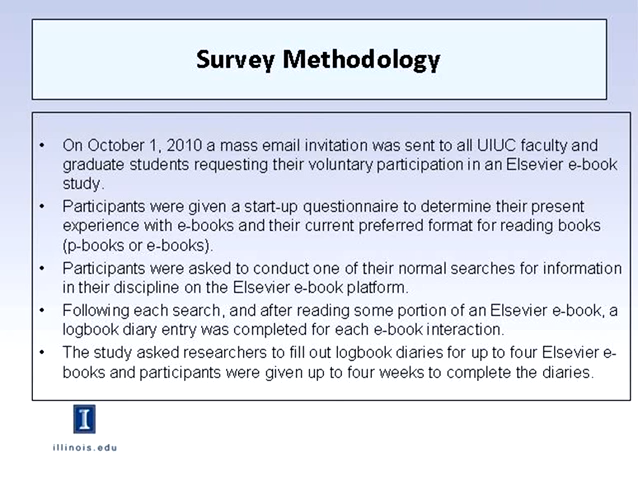 Survey Methodology
• On October 1, 2010 a mass email invitation was sent to all UIUC faculty and
graduate students requesting their voluntary participation in an Elsevier e-book
study.
• Participants were given a start-up questionnaire to determine their present
experience with e-books and their current preferred format for reading books
(p-books or e-books).
• Participants were asked to conduct one of their normal searches for information
in their discipline on the Elsevier e-book platform.
• Following each search, and after reading some portion of an Elsevier e-book, a
logbook diary entry was completed for each e-book interaction.
• The study asked researchers to fill out logbook diaries for up to four Elsevier e-
books and participants were given up to four weeks to complete the diaries.
I
illinois.edu